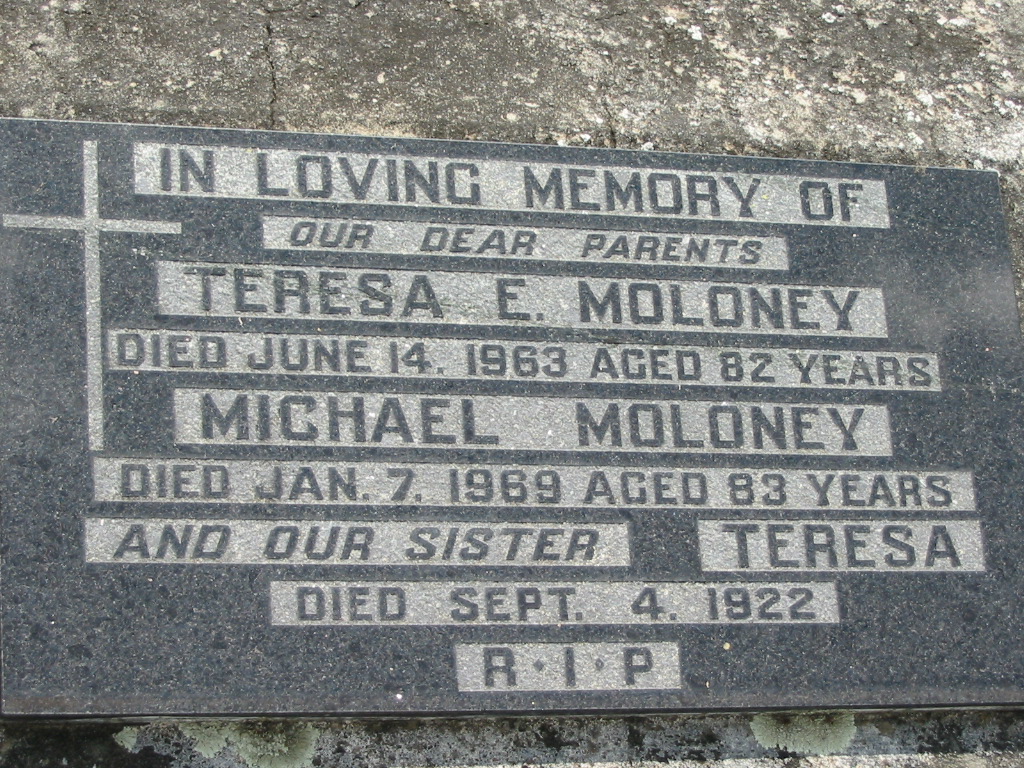 IN LOVING MEMORY OF
OUR DEAR PARENTS
TERESA E. MOLONEY
DIED JUNE 14. 1963 AGED 82 YEARS
MICHAEL MOLONEY
DIED JAN. 7. 1969 AGED 83 YEARS
AND OUR SISTER TERESA
DIED SEPT. 4. 1922
R·I·P